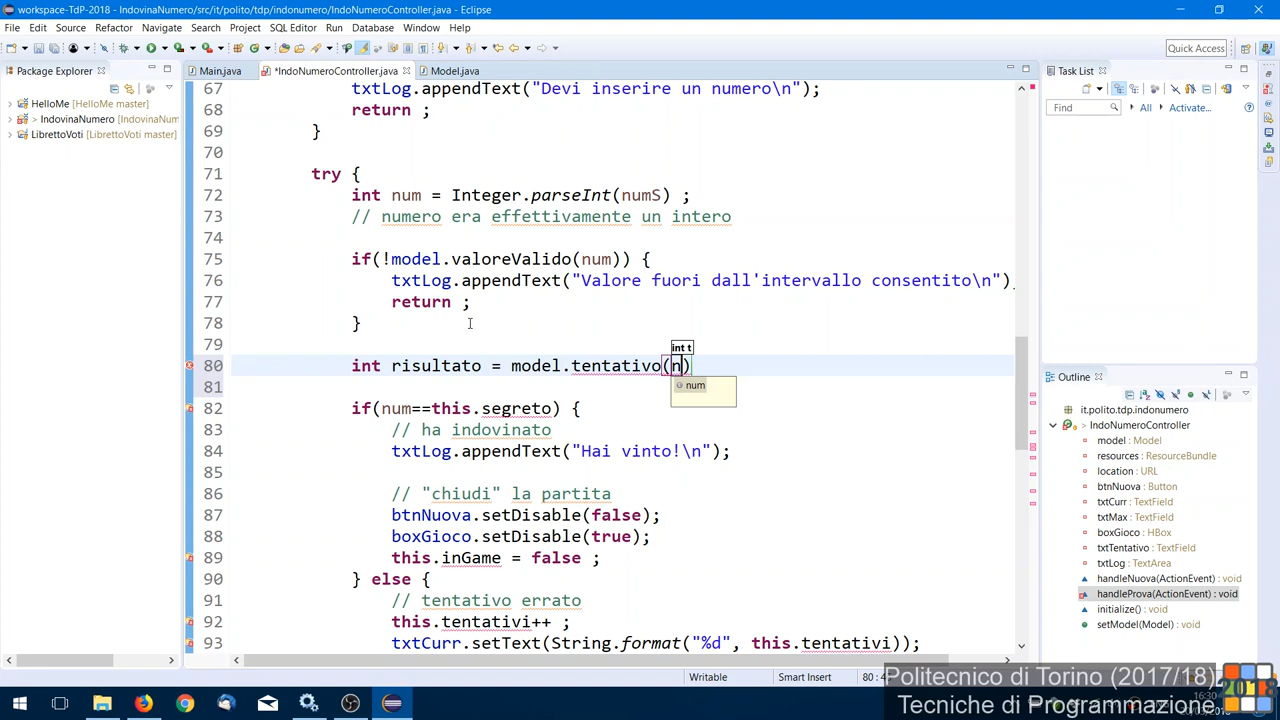 workspace-TdP-2018 - IndovinaNumero/src/it/polito/tdp/indonumero/IndoNumeroController.java - Eclipse
File Edit Source Refactor Navigate Search Project SQL Editor Run Database Window Help
Quick Access
Package Explorer
HelloMe [HelloMe master]
> IndovinaNumero [IndovinaNum
LibrettoVoti [LibrettoVoti master]
Main.java *IndoNumeroController.java Model.java
67 txtLog.appendText("Devi inserire un numero\n");
68 return ;
69 }
70
71 try {
72 int num = Integer.parseInt(numS) ;
73 // numero era effettivamente un intero
74
75 if(!model.valoreValido(num)) {
76 txtLog.appendText("Valore fuori dall'intervallo consentito\n")
77 return ;
78 }
79
int t
80 int risultato = model.tentativo(n)
num
81
82 if(num==this.segreto) {
83 // ha indovinato
84 txtLog.appendText("Hai vinto!\n");
85
86 // "chiudi" la partita
87 btnNuova.setDisable(false);
88 boxGioco.setDisable(true);
89 this.inGame = false ;
90 } else {
91 // tentativo errato
92 this.tentativi++ ;
93 txtCurr.setText(String.format("%d", this.tentativi));
Task List
Find All Activate...
Outline
it.polito.tdp.indonumero
> IndoNumeroController
model : Model
resources : ResourceBundle
location : URL
btnNuova : Button
txtCurr : TextField
txtMax : TextField
boxGioco : HBox
txtTentativo : TextField
txtLog : TextArea
handleNuova(ActionEvent) : void
handleProva(ActionEvent) : void
initialize() : void
setModel(Model) : void
Writable Smart Insert 80 : 4
Politecnico di Torino (2017/18)
Tecniche di Programmazione
2018
16:30